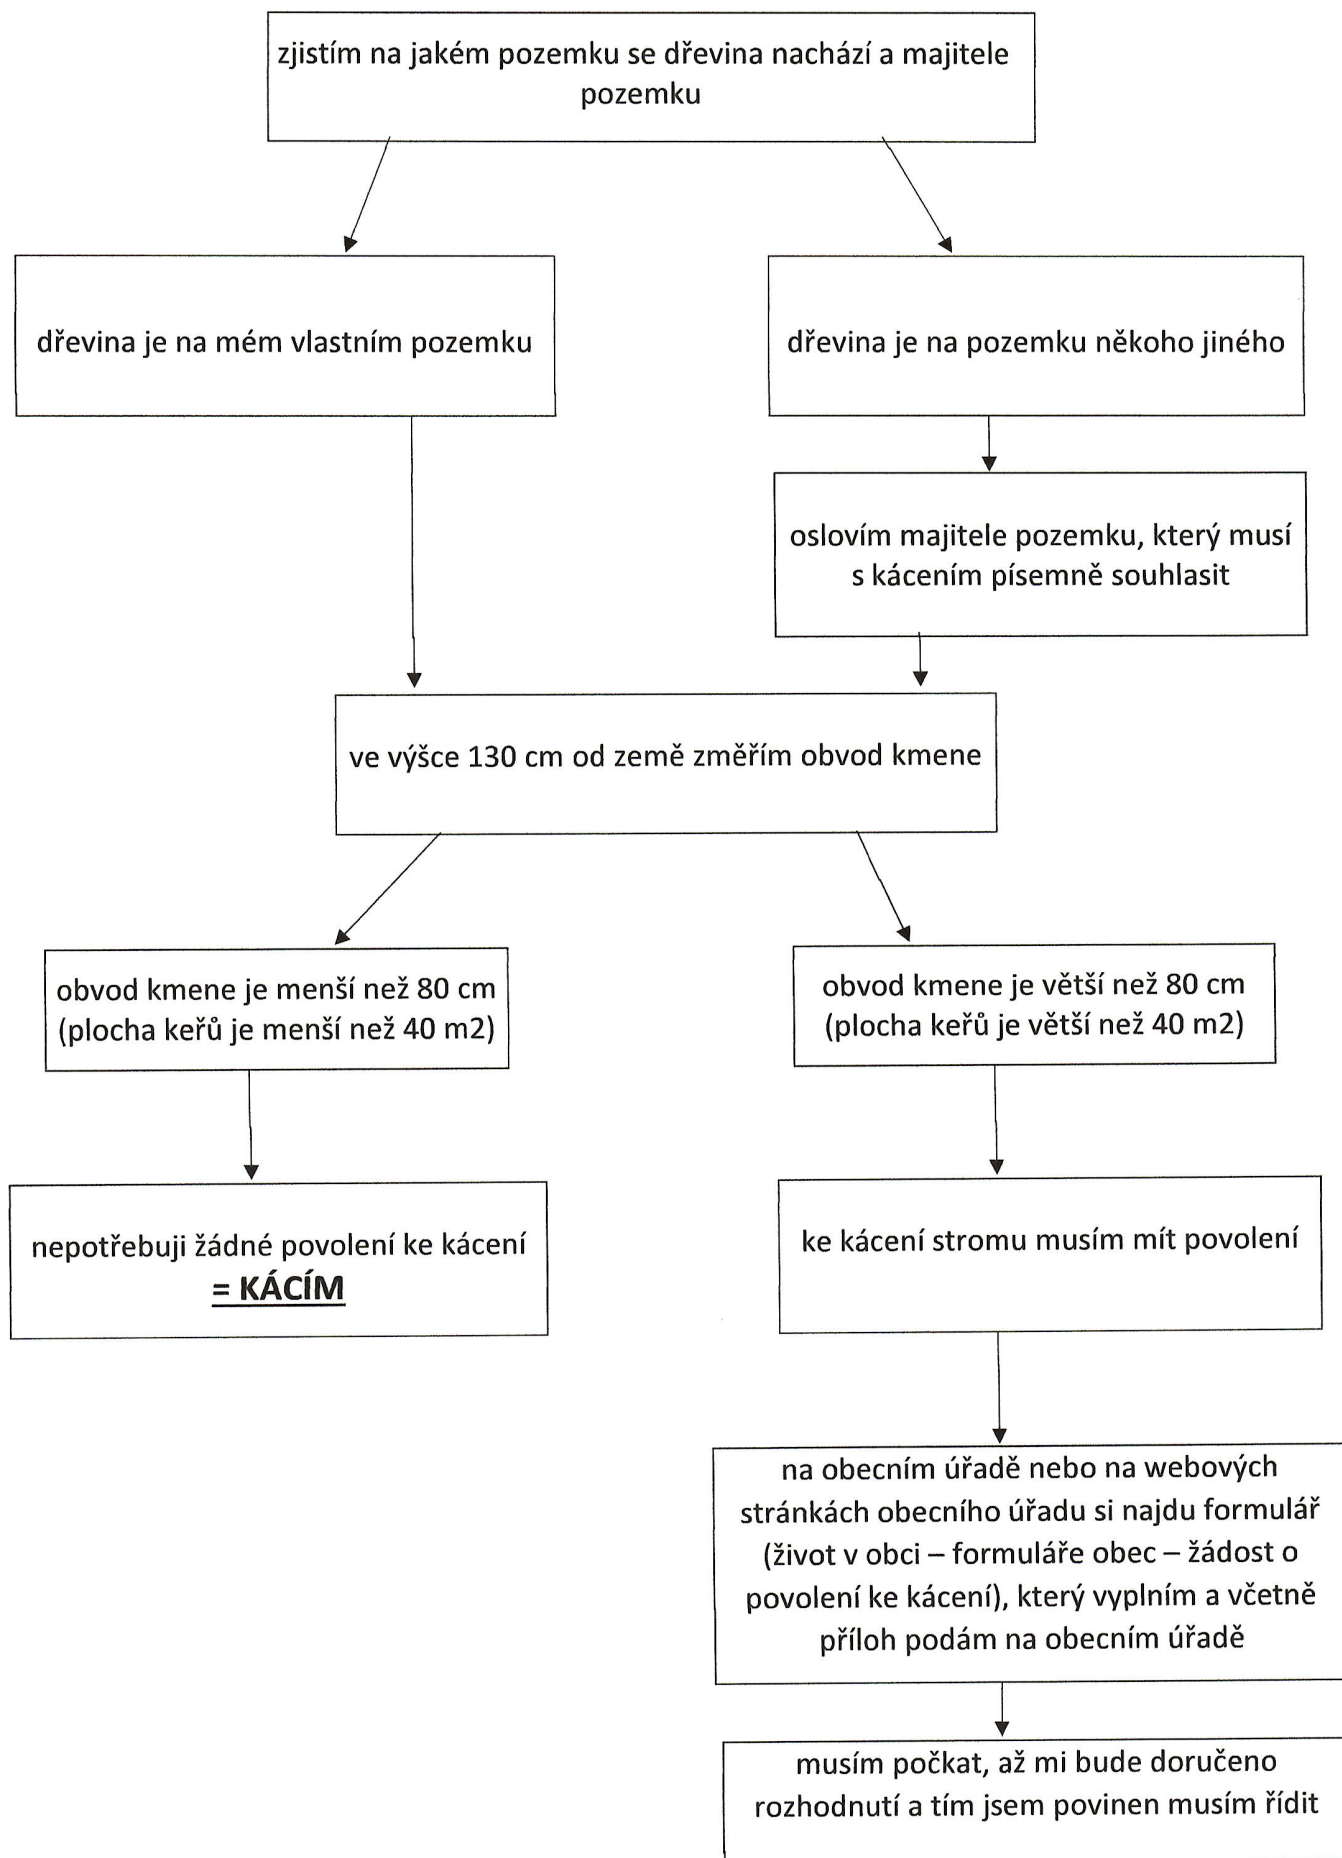 zjistím na jakém pozemku se dřevina nachází a majitele
pozemku
dřevina je na mém vlastním pozemku
dřevina je na pozemku někoho jiného
oslovím majitele pozemku, který musí
s kácením písemně souhlasit
ve výšce 130 cm od země změřím obvod kmene
obvod kmene je menší než 80 cm
(plocha keřů je menší než 40 m2)
obvod kmene je větší než 80 cm
(plocha keřů je větší než 40 m2)
nepotřebuji žádné povolení ke kácení
= KÁCÍM
ke kácení stromu musím mít povolení
na obecním úřadě nebo na webových
stránkách obecního úřadu si najdu formulář
(život v obci – formuláře obec – žádost o
povolení ke kácení), který vyplním a včetně
příloh podám na obecním úřadě
musím počkat, až mi bude doručeno
rozhodnutí a tím jsem povinen musím řídit